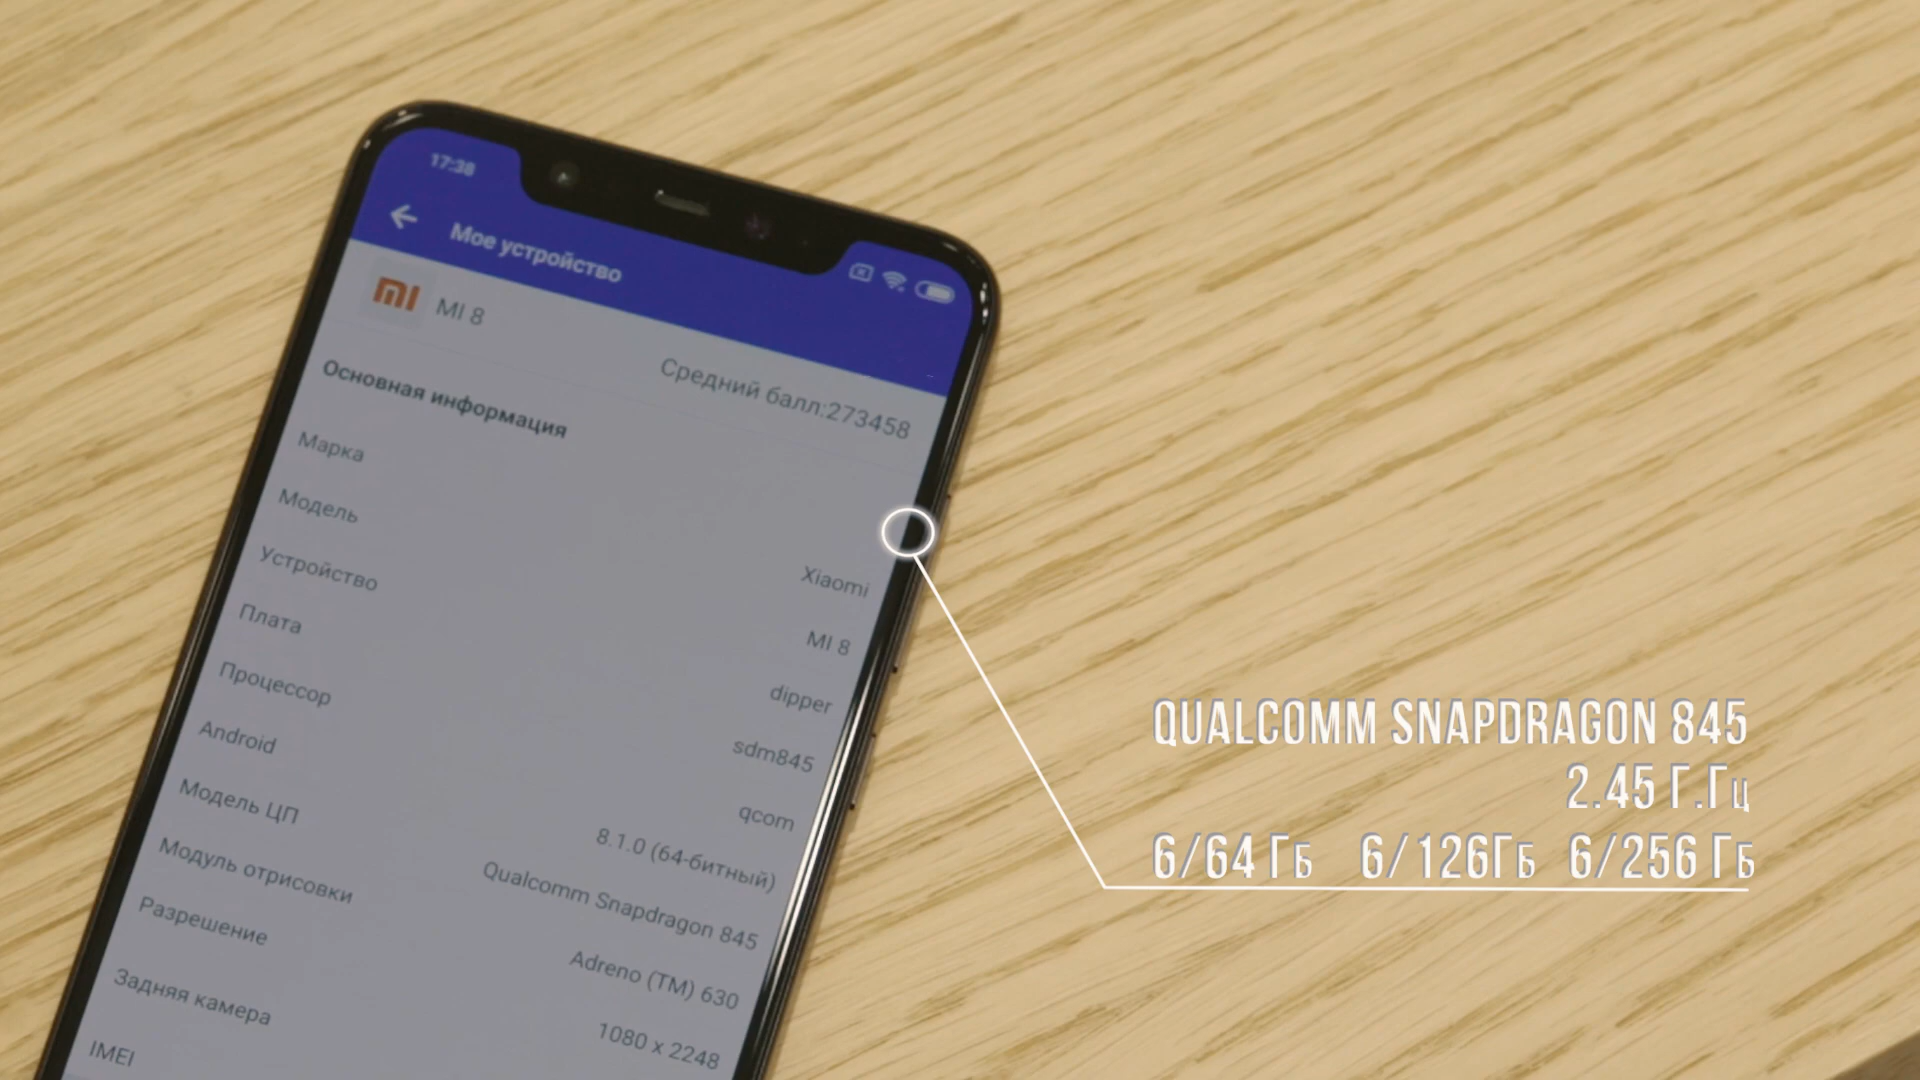 17:38
Мое устройство
MI 8
Средний балл:273458
Основная информация
Марка
Xiaomi
Модель
MI 8
Устройство
dipper
Плата
sdm845
Процессор
qcom
Android
8.1.0 (64-битный)
Модель ЦП
Qualcomm Snapdragon 845
Модуль отрисовки
Adreno (TM) 630
Разрешение
1080 x 2248
Задняя камера
IMEI
QUALCOMM SNAPDRAGON 845
2.45 Г.Гц
6/64 Гб 6/126Гб 6/256 Гб